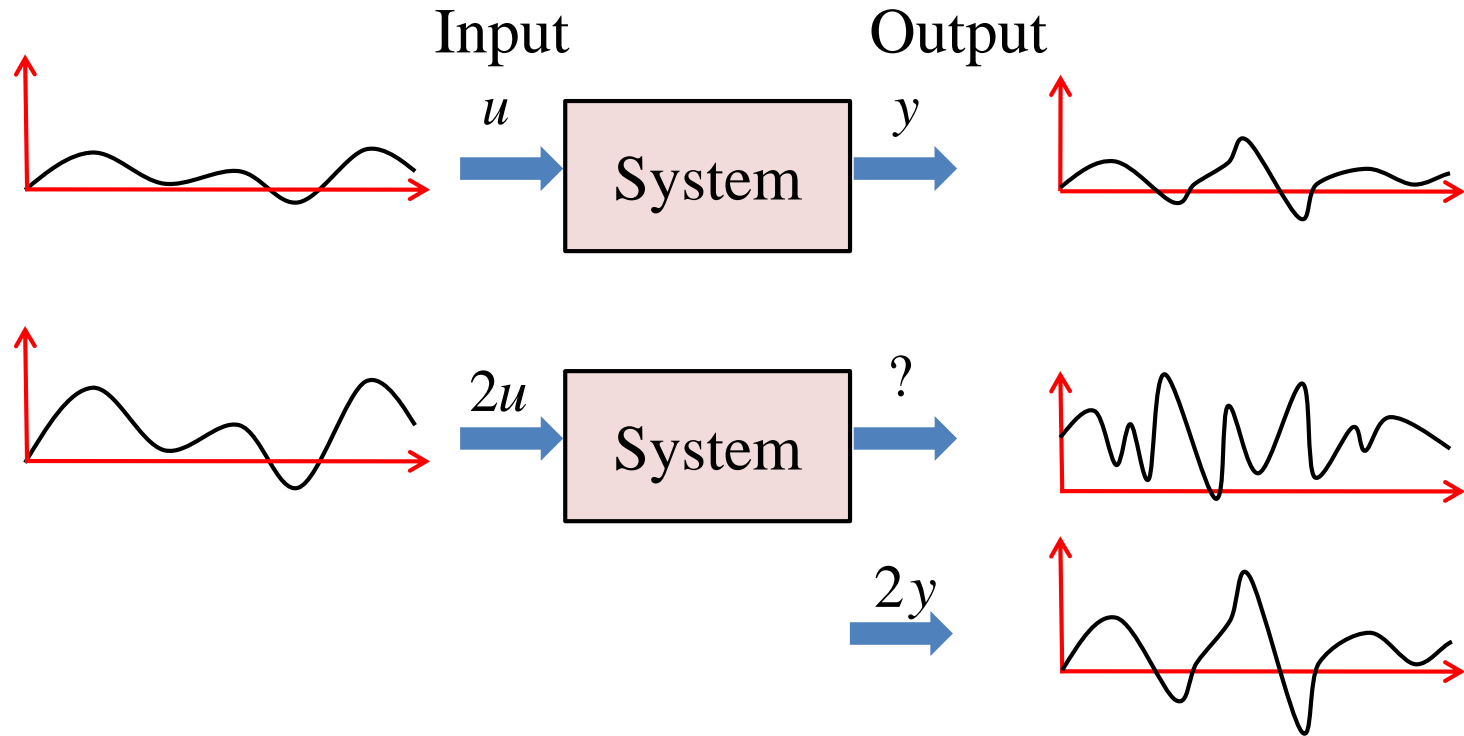 Input Output
u y
System
2u ?
System
2y